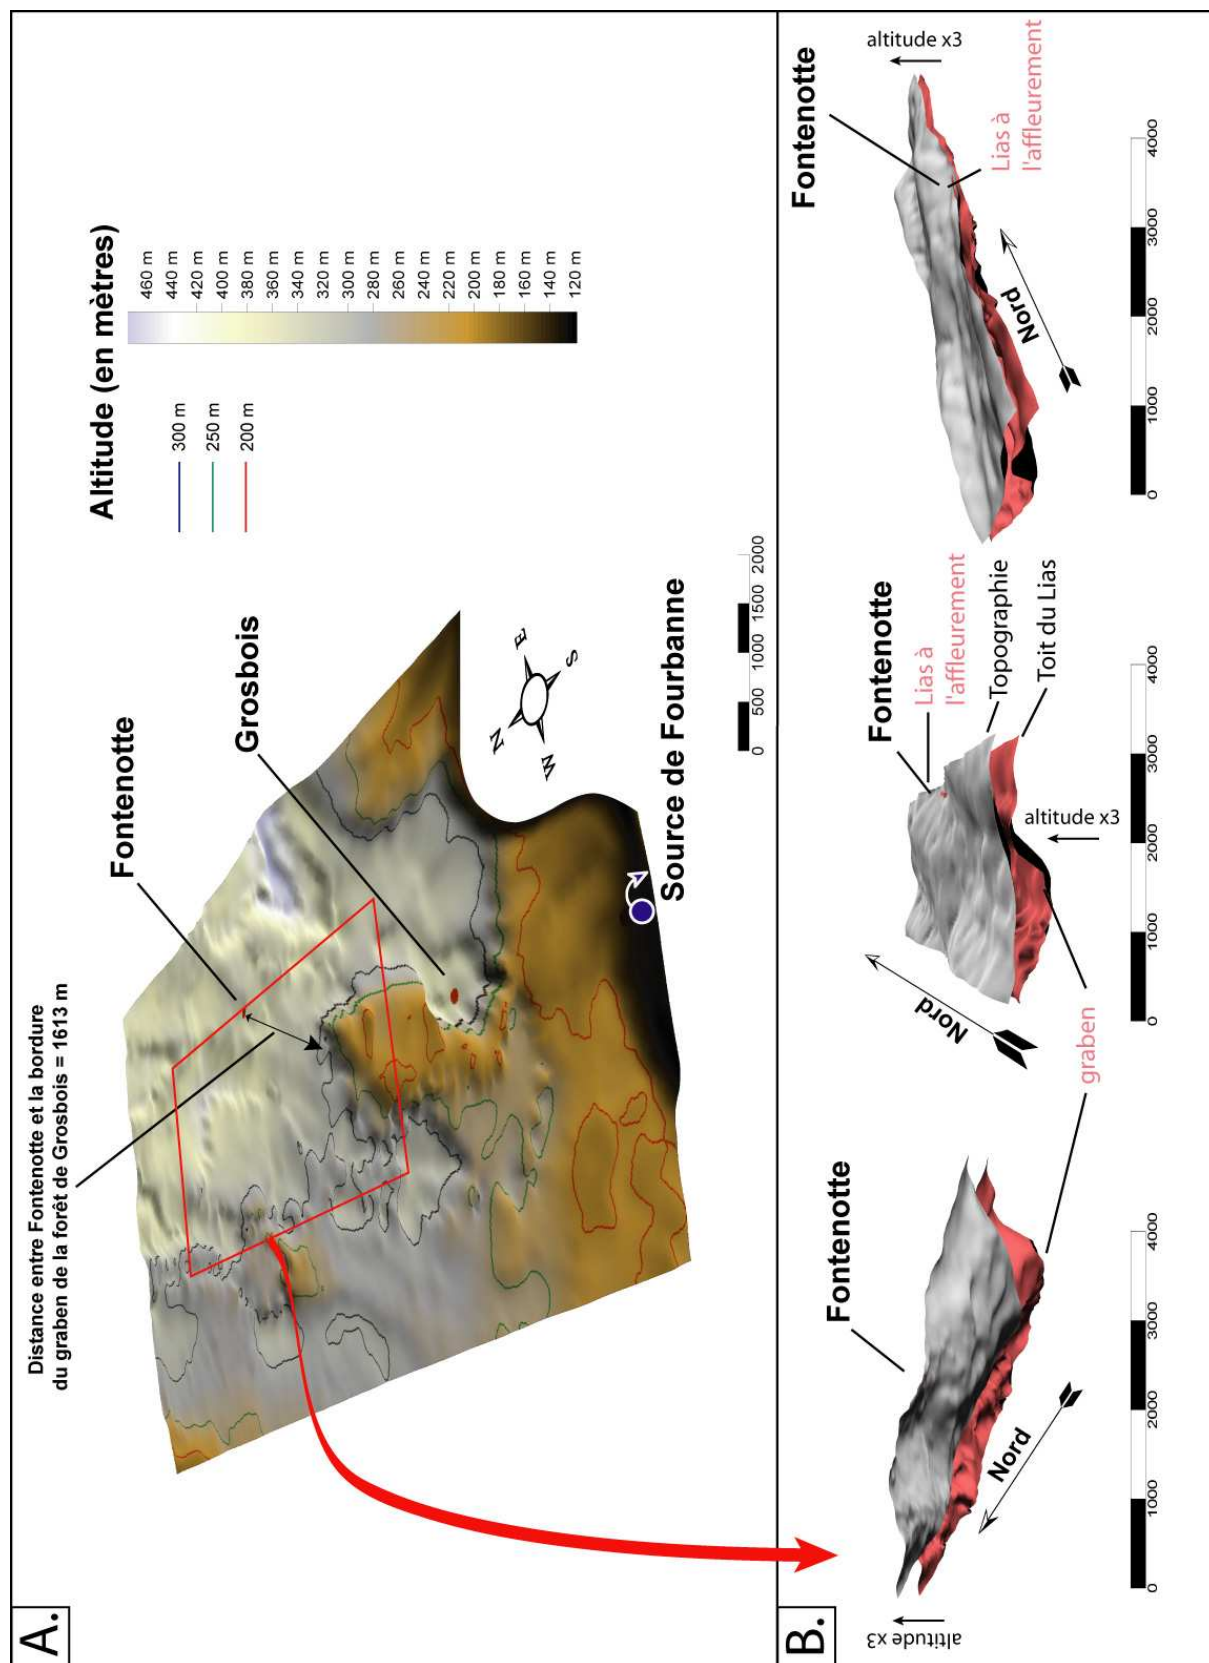 A.
Distance entre Fontenotte et la bordure
du graben de la forêt de Grosbois = 1613 m
Fontenotte
Grosbois
Altitude (en mètres)
300 m
250 m
200 m
460 m
440 m
420 m
400 m
380 m
360 m
340 m
320 m
300 m
280 m
260 m
240 m
220 m
200 m
180 m
160 m
140 m
120 m
N
E
S
W
Source de Fourbanne
0 500 1000 1500 2000
B.
altitude x3
Fontenotte
Nord
0 1000 2000 3000 4000
graben
Nord
Fontenotte
Lias à
l'affleurement
Topographie
Toit du Lias
altitude x3
0 1000 2000 3000 4000
Fontenotte
altitude x3
Lias à
l'affleurement
Nord
0 1000 2000 3000 4000